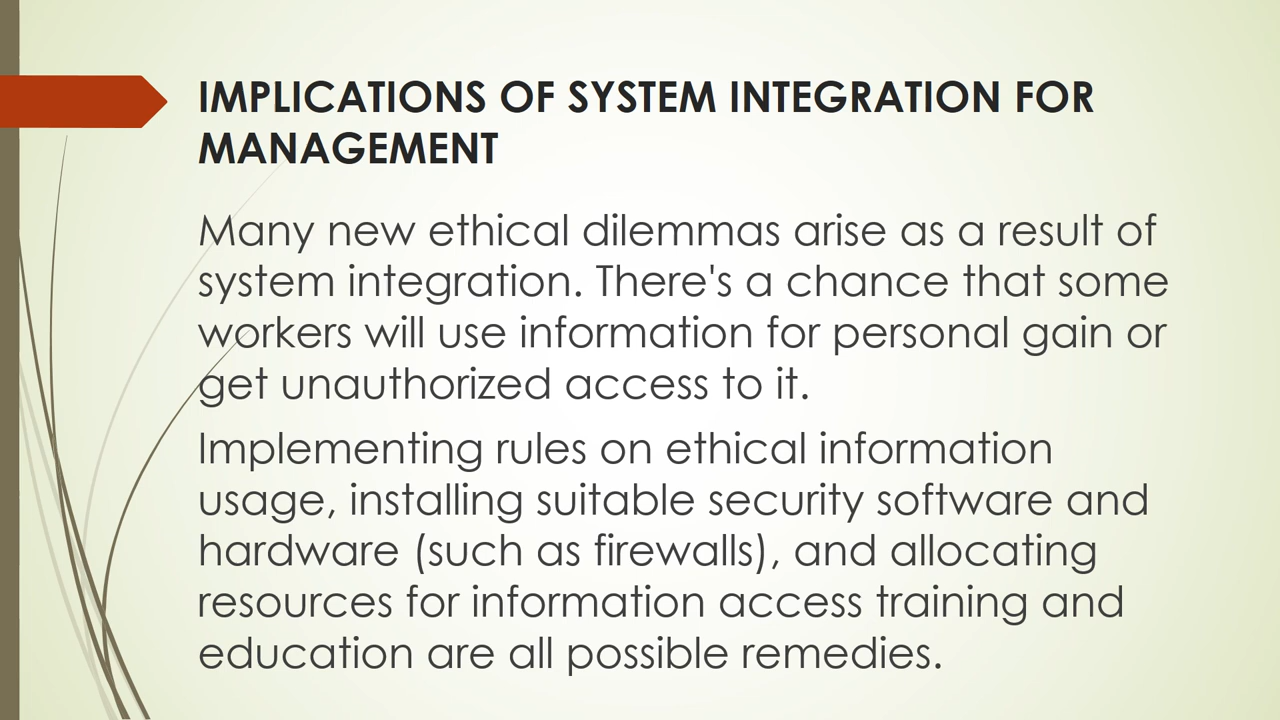 IMPLICATIONS OF SYSTEM INTEGRATION FOR
MANAGEMENT
Many new ethical dilemmas arise as a result of
system integration. There's a chance that some
workers will use information for personal gain or
get unauthorized access to it.
Implementing rules on ethical information
usage, installing suitable security software and
hardware (such as firewalls), and allocating
resources for information access training and
education are all possible remedies.